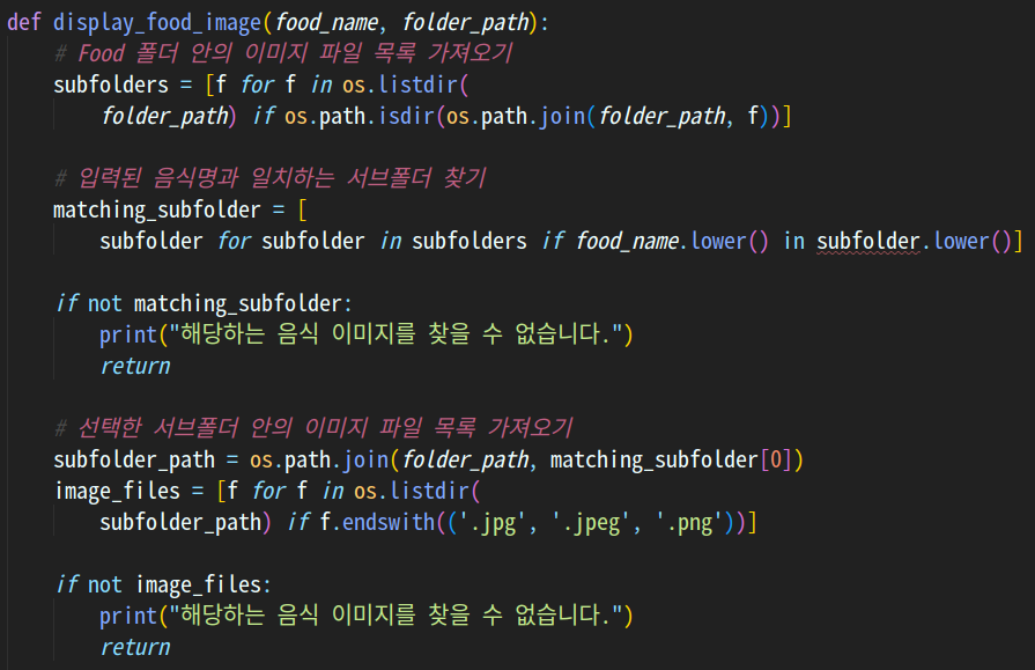 def display_food_image(food_name, folder_path):
    # Food 폴더 안의 이미지 파일 목록 가져오기
    subfolders = [f for f in os.listdir(
        folder_path) if os.path.isdir(os.path.join(folder_path, f))]
    # 입력된 음식명과 일치하는 서브폴더 찾기
    matching_subfolder = [
        subfolder for subfolder in subfolders if food_name.lower() in subfolder.lower()]
    if not matching_subfolder:
        print("해당하는 음식 이미지를 찾을 수 없습니다.")
        return
    # 선택한 서브폴더 안의 이미지 파일 목록 가져오기
    subfolder_path = os.path.join(folder_path, matching_subfolder[0])
    image_files = [f for f in os.listdir(
        subfolder_path) if f.endswith(('.jpg', '.jpeg', '.png'))]
    if not image_files:
        print("해당하는 음식 이미지를 찾을 수 없습니다.")
        return